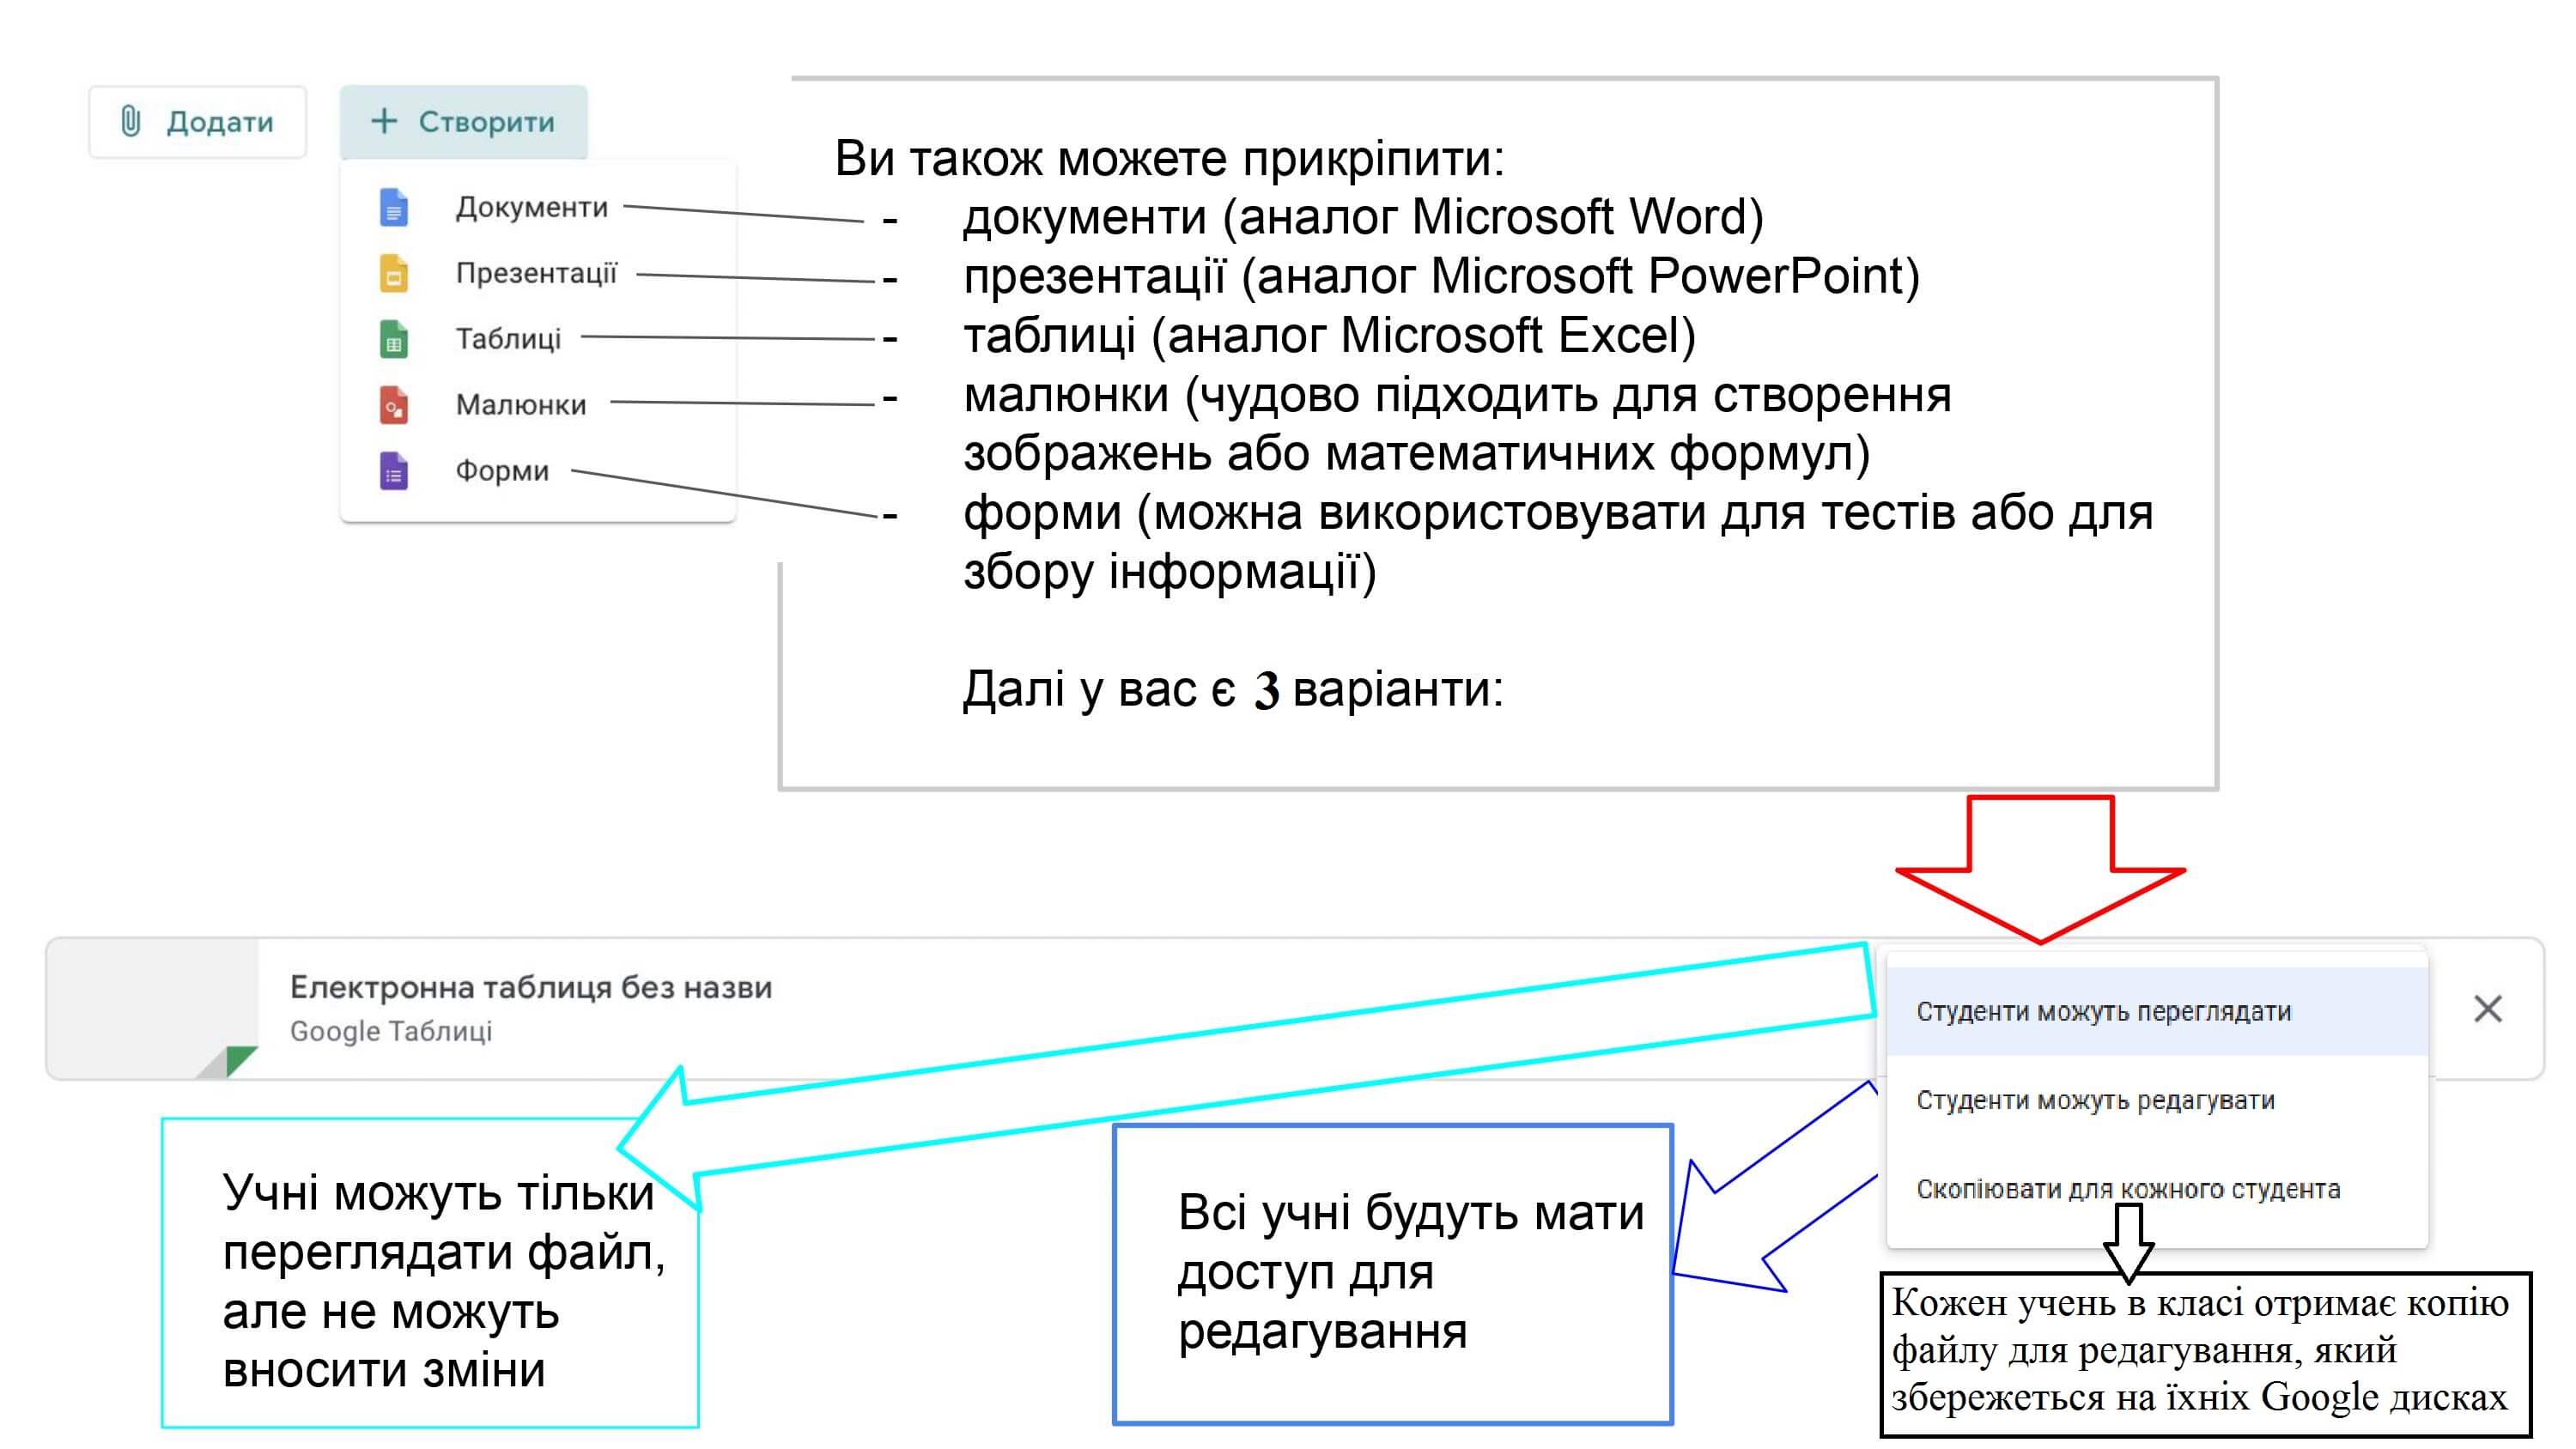 Додати
Створити
Документи
Презентації
Таблиці
Малюнки
Форми
Ви також можете прикріпити:
- документи (аналог Microsoft Word)
- презентації (аналог Microsoft PowerPoint)
- таблиці (аналог Microsoft Excel)
- малюнки (чудово підходить для створення
зображень або математичних формул)
- форми (можна використовувати для тестів або для
збору інформації)
Далі у вас є 3 варіанти:
Електронна таблиця без назви
Google Таблиці
Студенти можуть переглядати
Студенти можуть редагувати
Скопіювати для кожного студента
Учні можуть тільки
переглядати файл,
але не можуть
вносити зміни
Всі учні будуть мати
доступ для
редагування
Кожен учень в класі отримає копію
файлу для редагування, який
збережеться на їхніх Google дисках